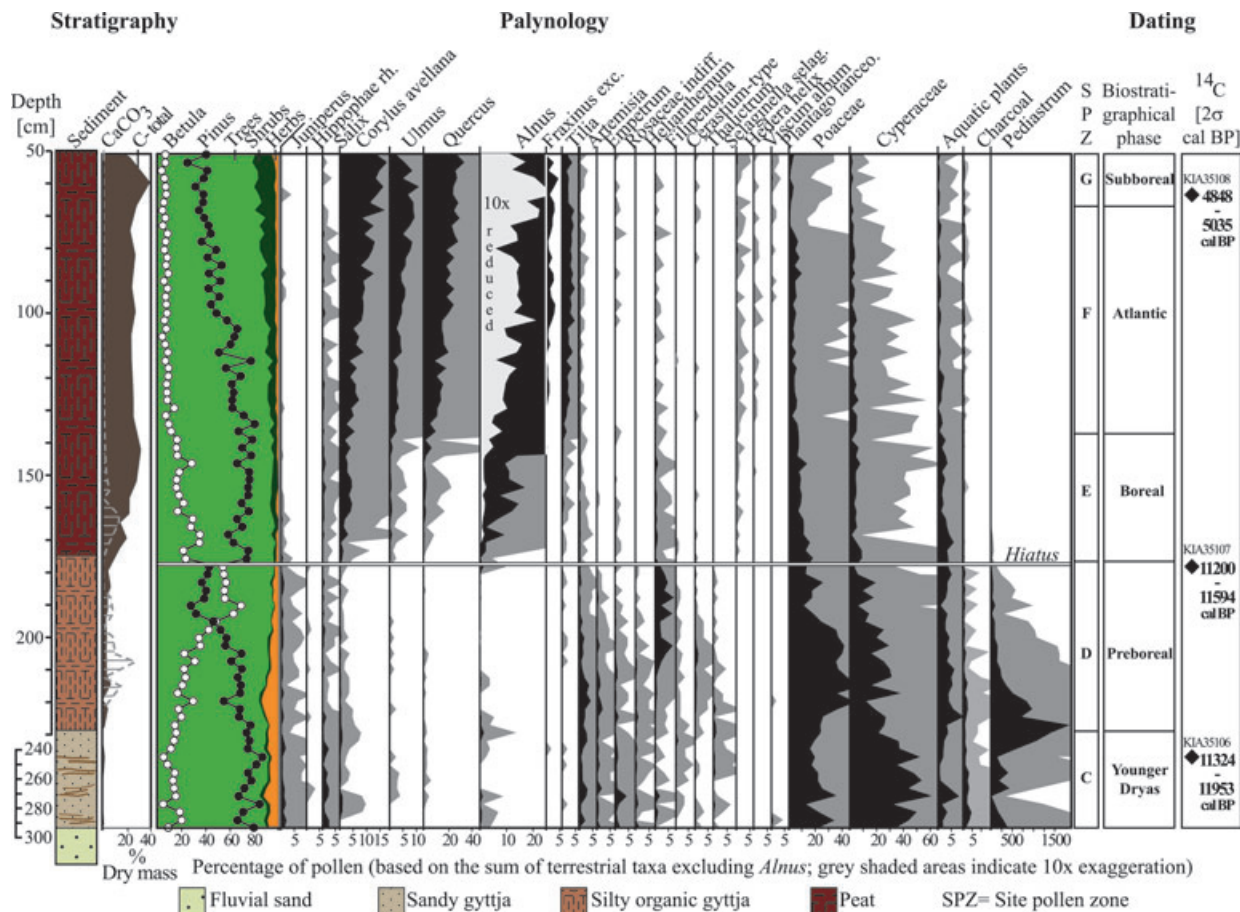 Stratigraphy Palynology Dating
Depth [cm]
Sediment
CaCO3
C-total
Betula
Pinus
Trees
Shrubs
Herbs
Juniperus
Hippophae rh.
Salix
Corylus avellana
Ulmus
Quercus
Alnus
Fraximus exc.
Tilia
Artemisia
Empetrum
Rosaceae indiff.
Helianthemum
Filipendula
Cerastium-type
Thalictrum
Selaginella selag.
Hedera helix
Viscum album
Plantago lanceo.
Poaceae
Cyperaceae
Aquatic plants
Charcoal
Pediastrum
S P Z
Biostrati-
graphical
phase
14C
[2σ
cal BP]
50
100
150
200
240
260
280
300
10x
reduced
G Subboreal
F Atlantic
E Boreal
D Preboreal
C Younger
Dryas
KIA35108
4848
-
5035
cal BP
Hiatus
KIA35107
11200
-
11594
cal BP
KIA35106
11324
-
11953
cal BP
20 40 20 40 60 80 5 5 5 5 10 15 5 10 20 40 10 20 5 5 5 5 5 5 5 5 5 5 5 5 5 5 20 40 20 40 60 5 5 500 1500
%
Dry mass
Percentage of pollen (based on the sum of terrestrial taxa excluding Alnus; grey shaded areas indicate 10x exaggeration)
Fluvial sand Sandy gyttja Silty organic gyttja Peat SPZ= Site pollen zone